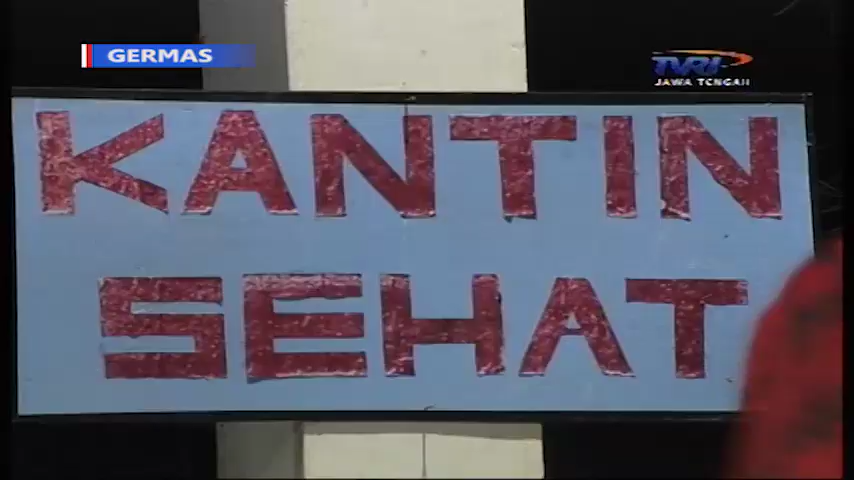 GERMAS
TVRI
JAWA TENGAH
KANTIN
SEHAT